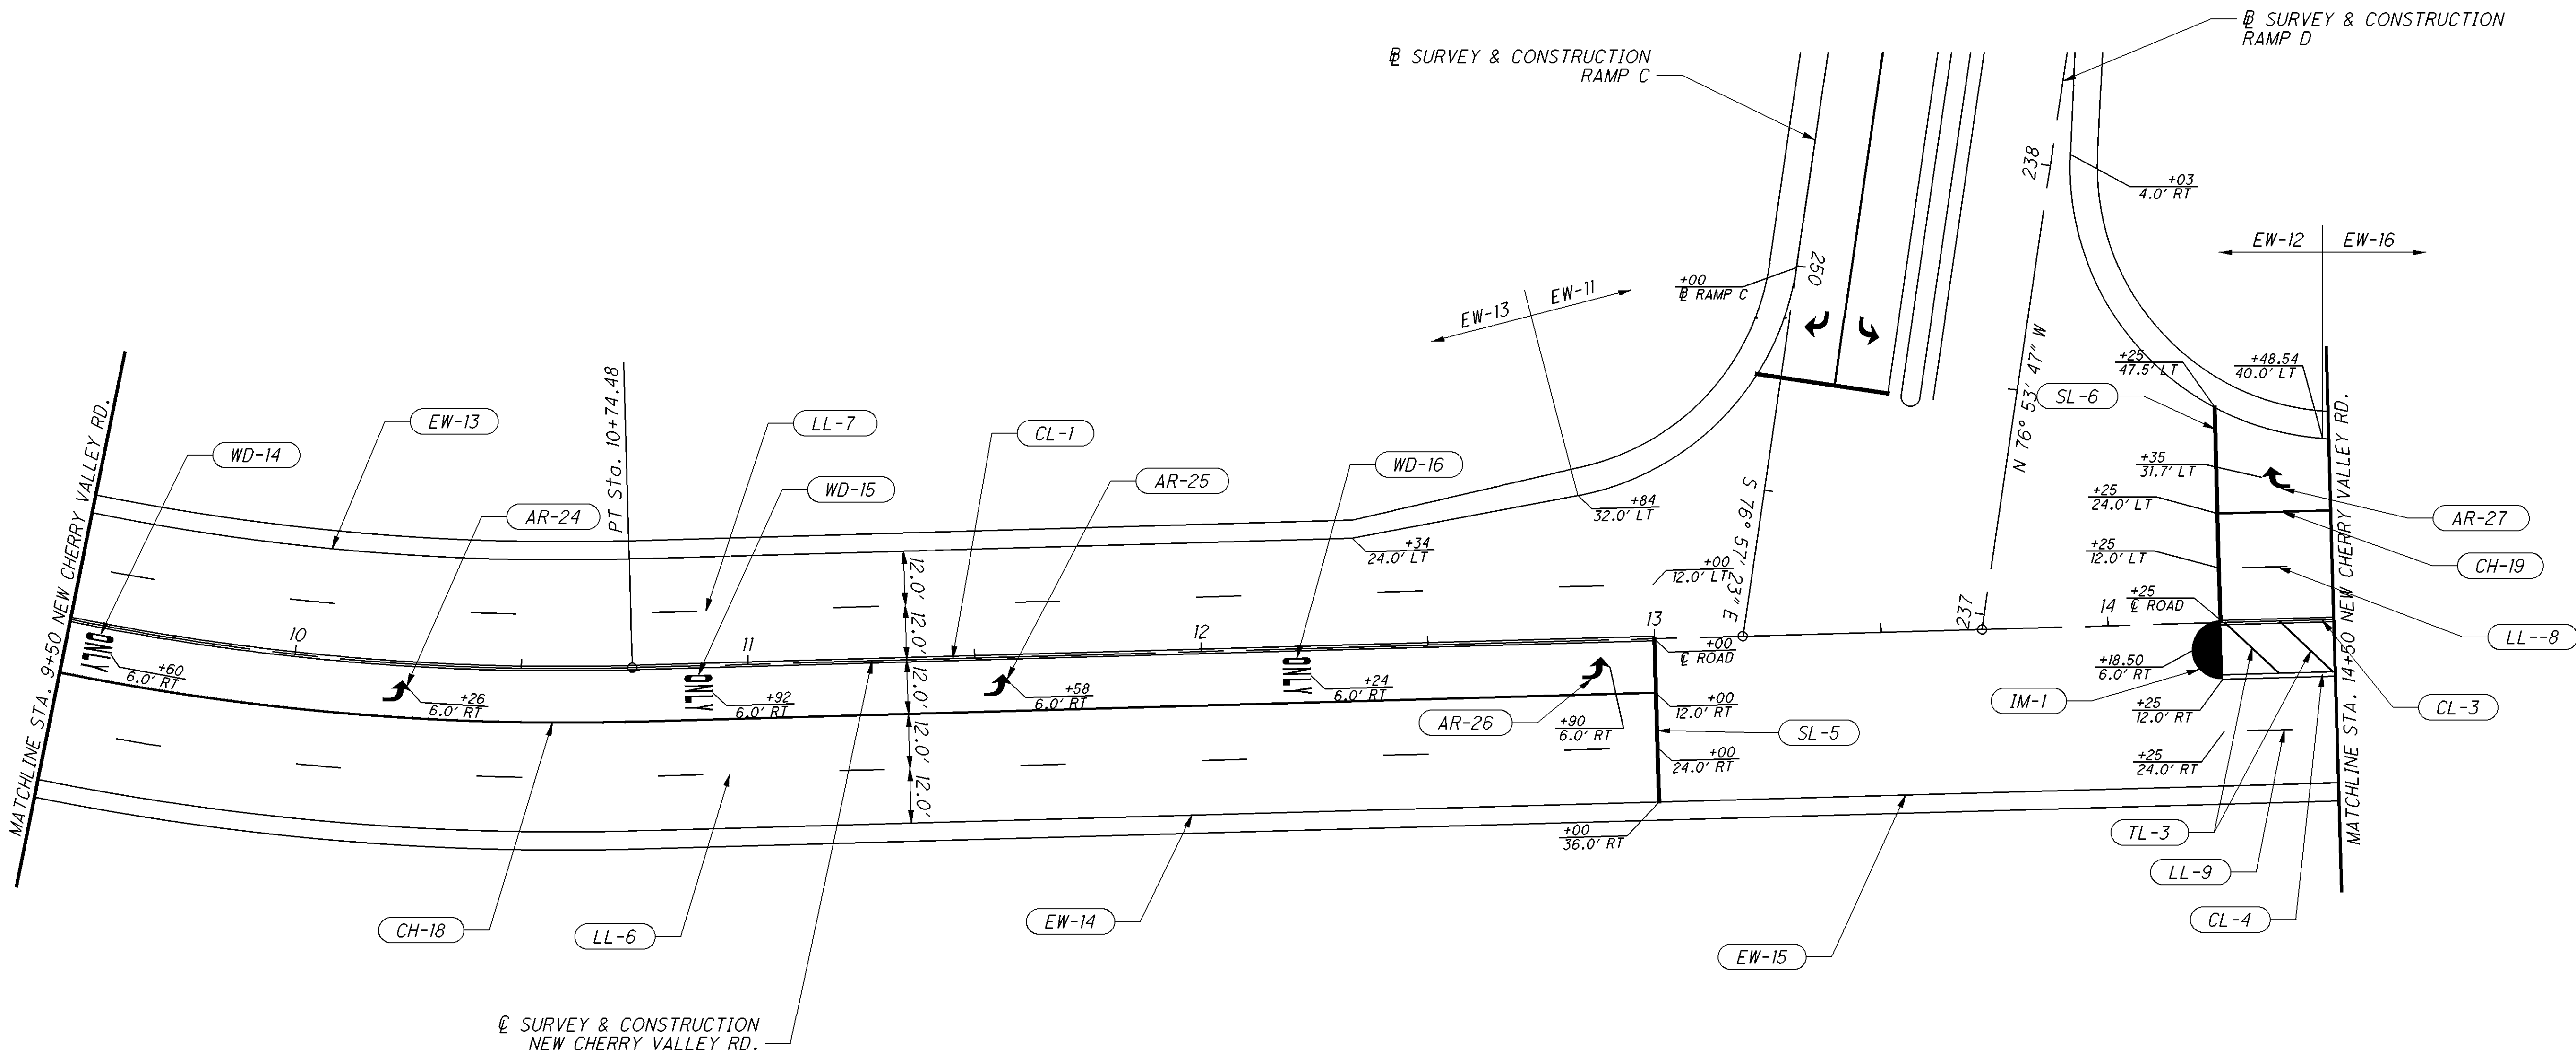 ⅊ SURVEY & CONSTRUCTION
RAMP D
⅊ SURVEY & CONSTRUCTION
RAMP C
238
+03
4.0' RT
EW-12
EW-16
EW-13
EW-11
+00
⅊ RAMP C
250
N 76° 53' 47" W
+25
47.5' LT
+48.54
40.0' LT
MATCHLINE STA. 9+50 NEW CHERRY VALLEY RD.
PT Sta. 10+74.48
EW-13
LL-7
CL-1
SL-6
WD-14
WD-15
WD-16
AR-25
AR-24
+35
31.7' LT
+25
24.0' LT
AR-27
+84
32.0' LT
S 76° 57' 23" E
+34
24.0' LT
12.0'
12.0'
12.0'
12.0'
+00
12.0' LT
+25
12.0' LT
CH-19
237
+25
℄ ROAD
14
LL--8
10
11
12
13
+00
℄ ROAD
ONLY
+60
6.0' RT
+26
6.0' RT
ONLY
+92
6.0' RT
+58
6.0' RT
ONLY
+24
6.0' RT
AR-26
+90
6.0' RT
+00
12.0' RT
SL-5
+00
24.0' RT
+18.50
6.0' RT
IM-1
+25
12.0' RT
CL-3
+25
24.0' RT
MATCHLINE STA. 14+50 NEW CHERRY VALLEY RD.
+00
36.0' RT
TL-3
LL-9
CL-4
CH-18
LL-6
EW-14
EW-15
℄ SURVEY & CONSTRUCTION
NEW CHERRY VALLEY RD.